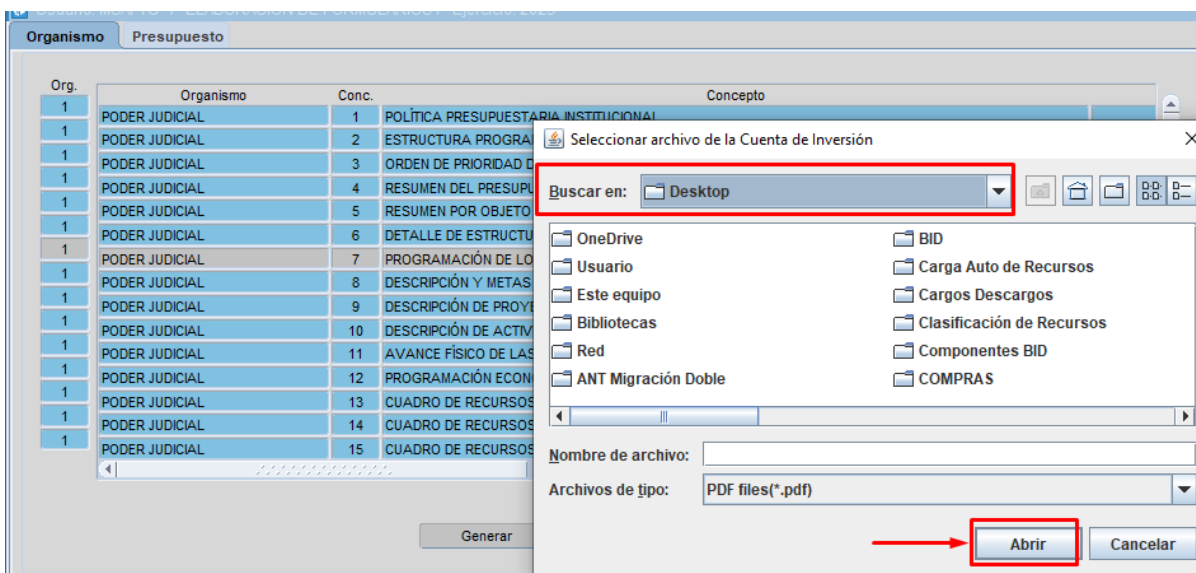 Usuario: MCAPTO - / - ELABORACIÓN DE FORMULARIOS / - Ejercicio: 2025
Organismo Presupuesto
Org. Organismo Conc. Concepto
1 PODER JUDICIAL 1 POLÍTICA PRESUPUESTARIA INSTITUCIONAL
1 PODER JUDICIAL 2 ESTRUCTURA PROGRA
1 PODER JUDICIAL 3 ORDEN DE PRIORIDAD D
1 PODER JUDICIAL 4 RESUMEN DEL PRESUPU
1 PODER JUDICIAL 5 RESUMEN POR OBJETO
1 PODER JUDICIAL 6 DETALLE DE ESTRUCTU
1 PODER JUDICIAL 7 PROGRAMACIÓN DE LO
1 PODER JUDICIAL 8 DESCRIPCIÓN Y METAS
1 PODER JUDICIAL 9 DESCRIPCIÓN DE PROYE
1 PODER JUDICIAL 10 DESCRIPCIÓN DE ACTIV
1 PODER JUDICIAL 11 AVANCE FÍSICO DE LAS
1 PODER JUDICIAL 12 PROGRAMACIÓN ECON
1 PODER JUDICIAL 13 CUADRO DE RECURSOS
1 PODER JUDICIAL 14 CUADRO DE RECURSOS
1 PODER JUDICIAL 15 CUADRO DE RECURSOS
Generar
Seleccionar archivo de la Cuenta de Inversión
Buscar en: Desktop
OneDrive
Usuario
Este equipo
Bibliotecas
Red
ANT Migración Doble
BID
Carga Auto de Recursos
Cargos Descargos
Clasificación de Recursos
Componentes BID
COMPRAS
Nombre de archivo:
Archivos de tipo: PDF files(*.pdf)
Abrir Cancelar